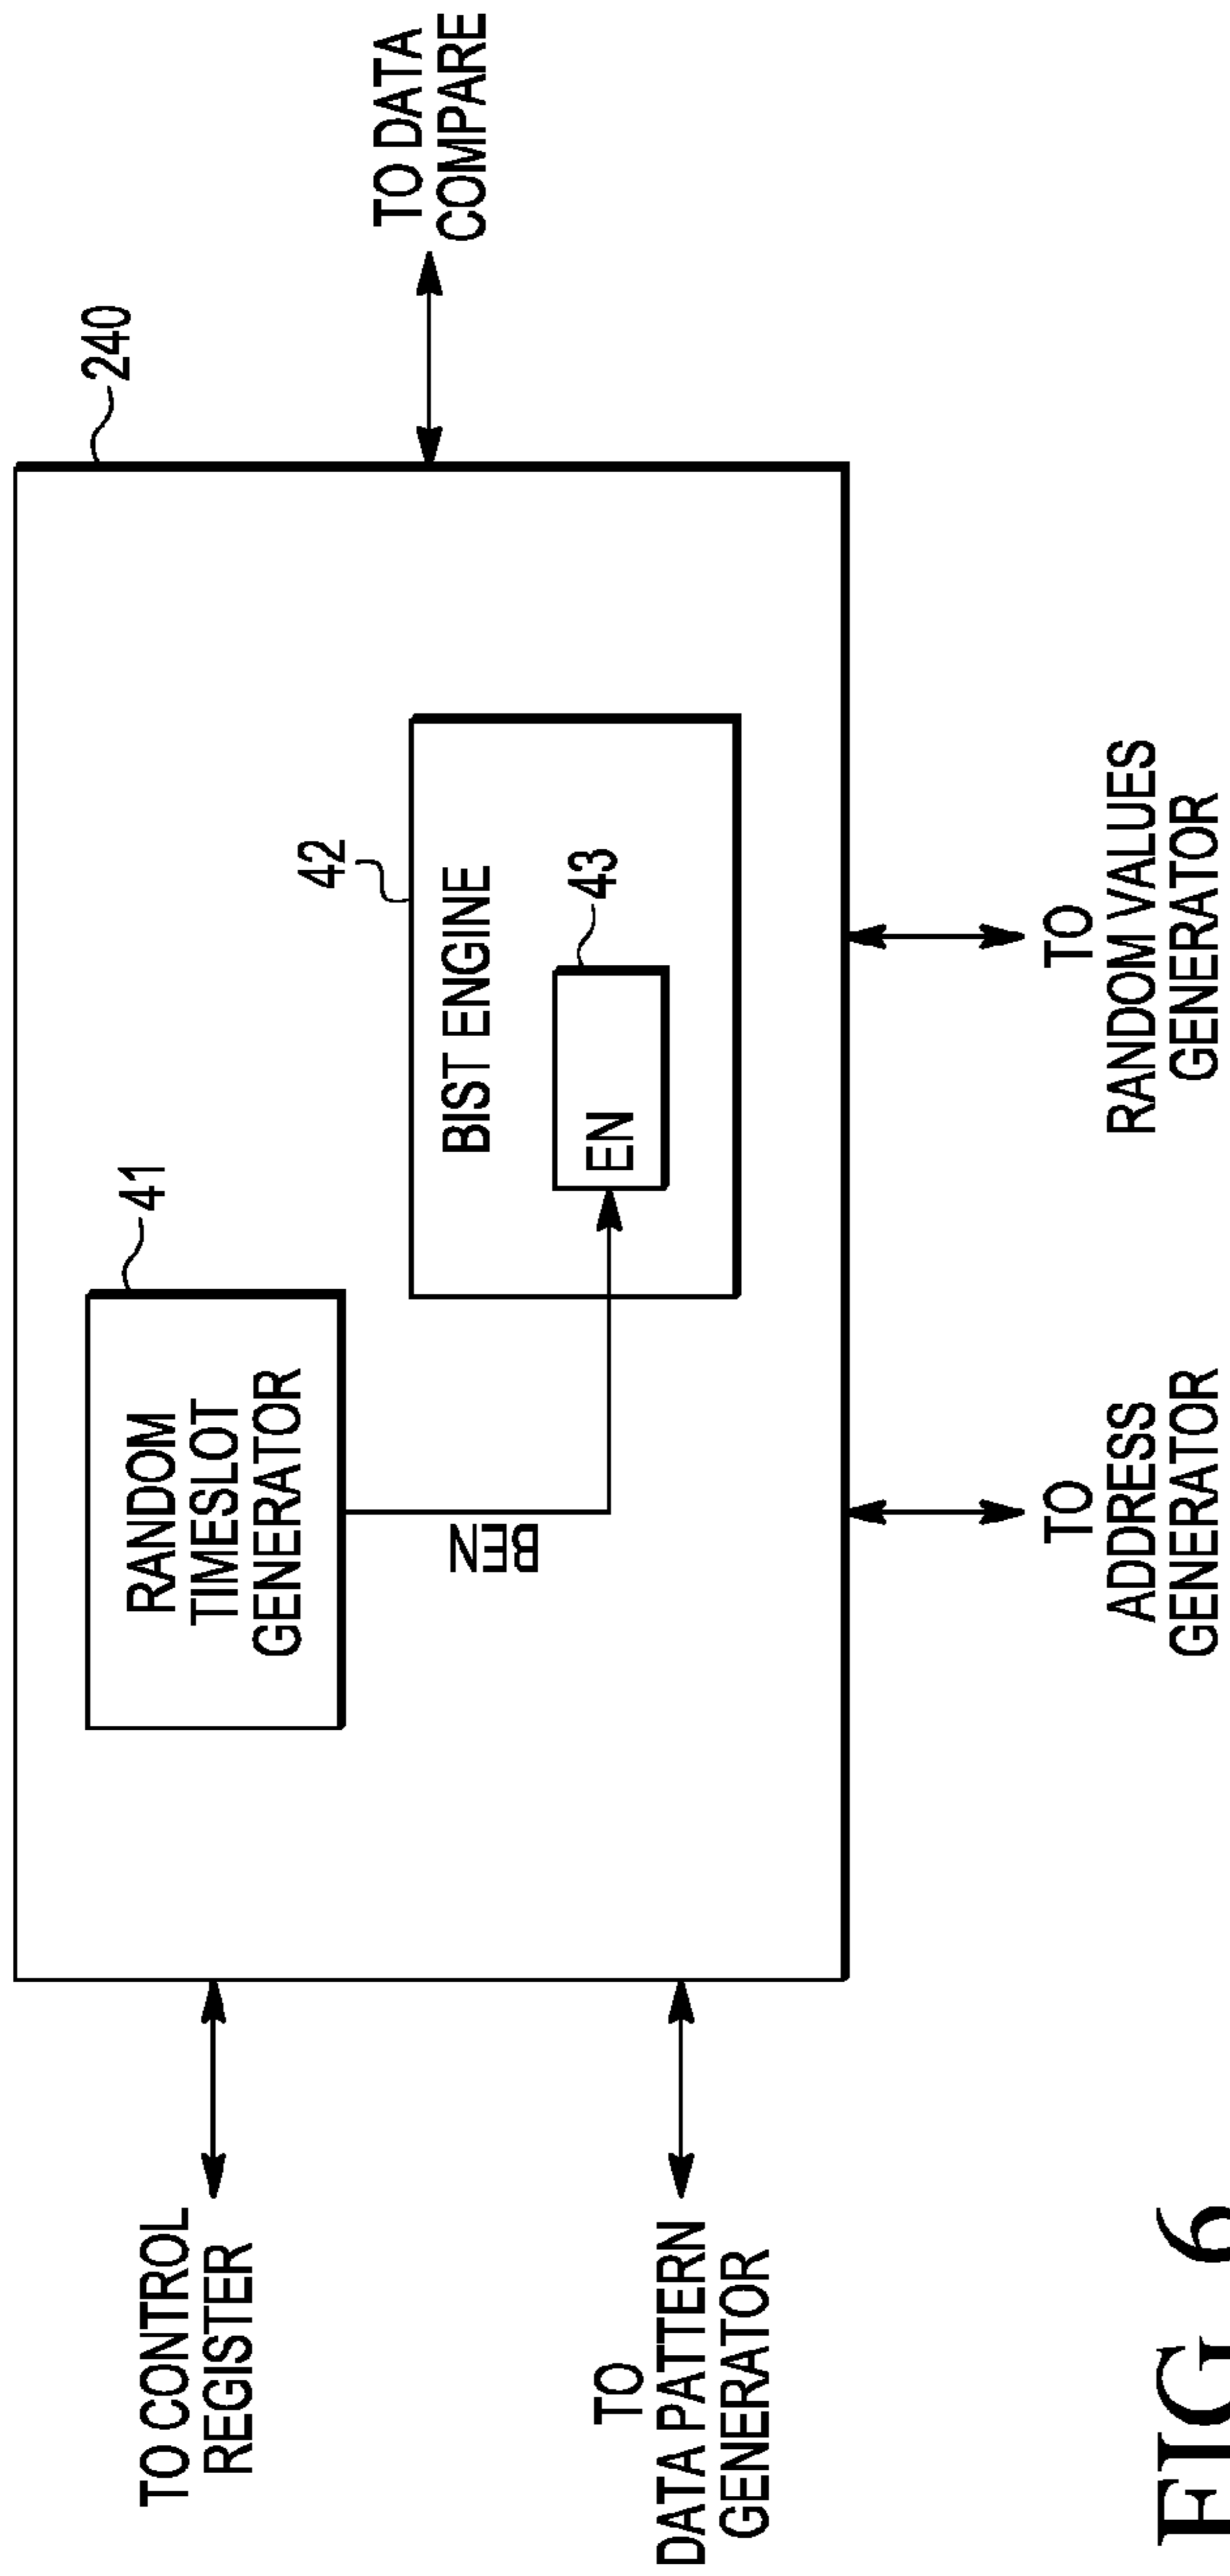 240
41
RANDOM
TIMESLOT
GENERATOR
TO CONTROL
REGISTER
42
BIST ENGINE
TO DATA
COMPARE
BEN
43
EN
TO
DATA PATTERN
GENERATOR
TO
ADDRESS
GENERATOR
TO
RANDOM VALUES
GENERATOR
FIG. 6